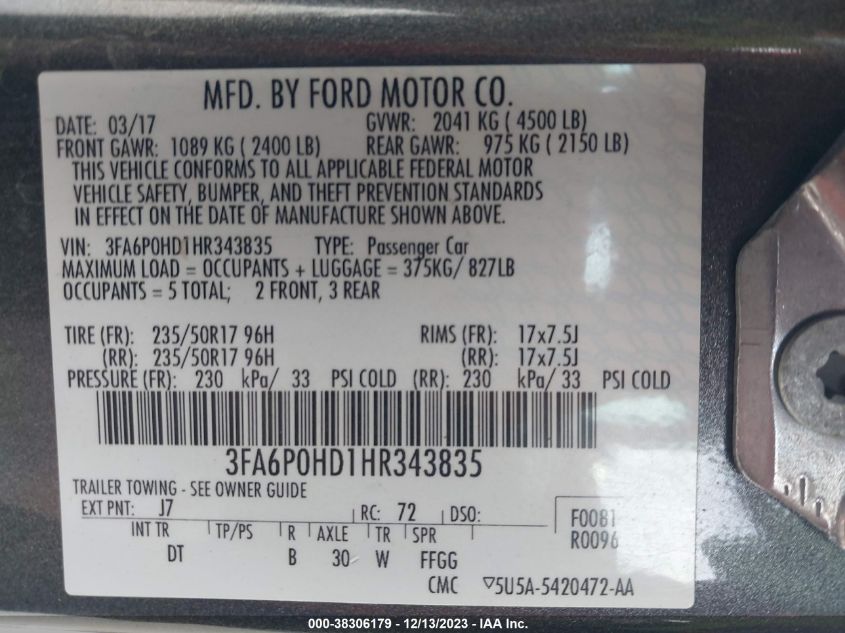 MFD. BY FORD MOTOR CO.
DATE: 03/17 GVWR: 2041 KG ( 4500 LB)
FRONT GAWR: 1089 KG ( 2400 LB) REAR GAWR: 975 KG ( 2150 LB)
THIS VEHICLE CONFORMS TO ALL APPLICABLE FEDERAL MOTOR
VEHICLE SAFETY, BUMPER, AND THEFT PREVENTION STANDARDS
IN EFFECT ON THE DATE OF MANUFACTURE SHOWN ABOVE.
VIN: 3FA6P0HD1HR343835 TYPE: Passenger Car
MAXIMUM LOAD = OCCUPANTS + LUGGAGE = 375KG/ 827LB
OCCUPANTS = 5 TOTAL; 2 FRONT, 3 REAR
TIRE (FR): 235/50R17 96H RIMS (FR): 17x7.5J
(RR): 235/50R17 96H (RR): 17x7.5J
PRESSURE (FR): 230 kPa/ 33 PSI COLD (RR): 230 kPa/ 33 PSI COLD
3FA6P0HD1HR343835
TRAILER TOWING - SEE OWNER GUIDE
EXT PNT: J7 RC: 72 DSO: F0081
INT TR TP/PS R AXLE TR SPR R0096
DT B 30 W FFGG
CMC ▽5U5A-5420472-AA
000-38306179 - 12/13/2023 - IAAI.com